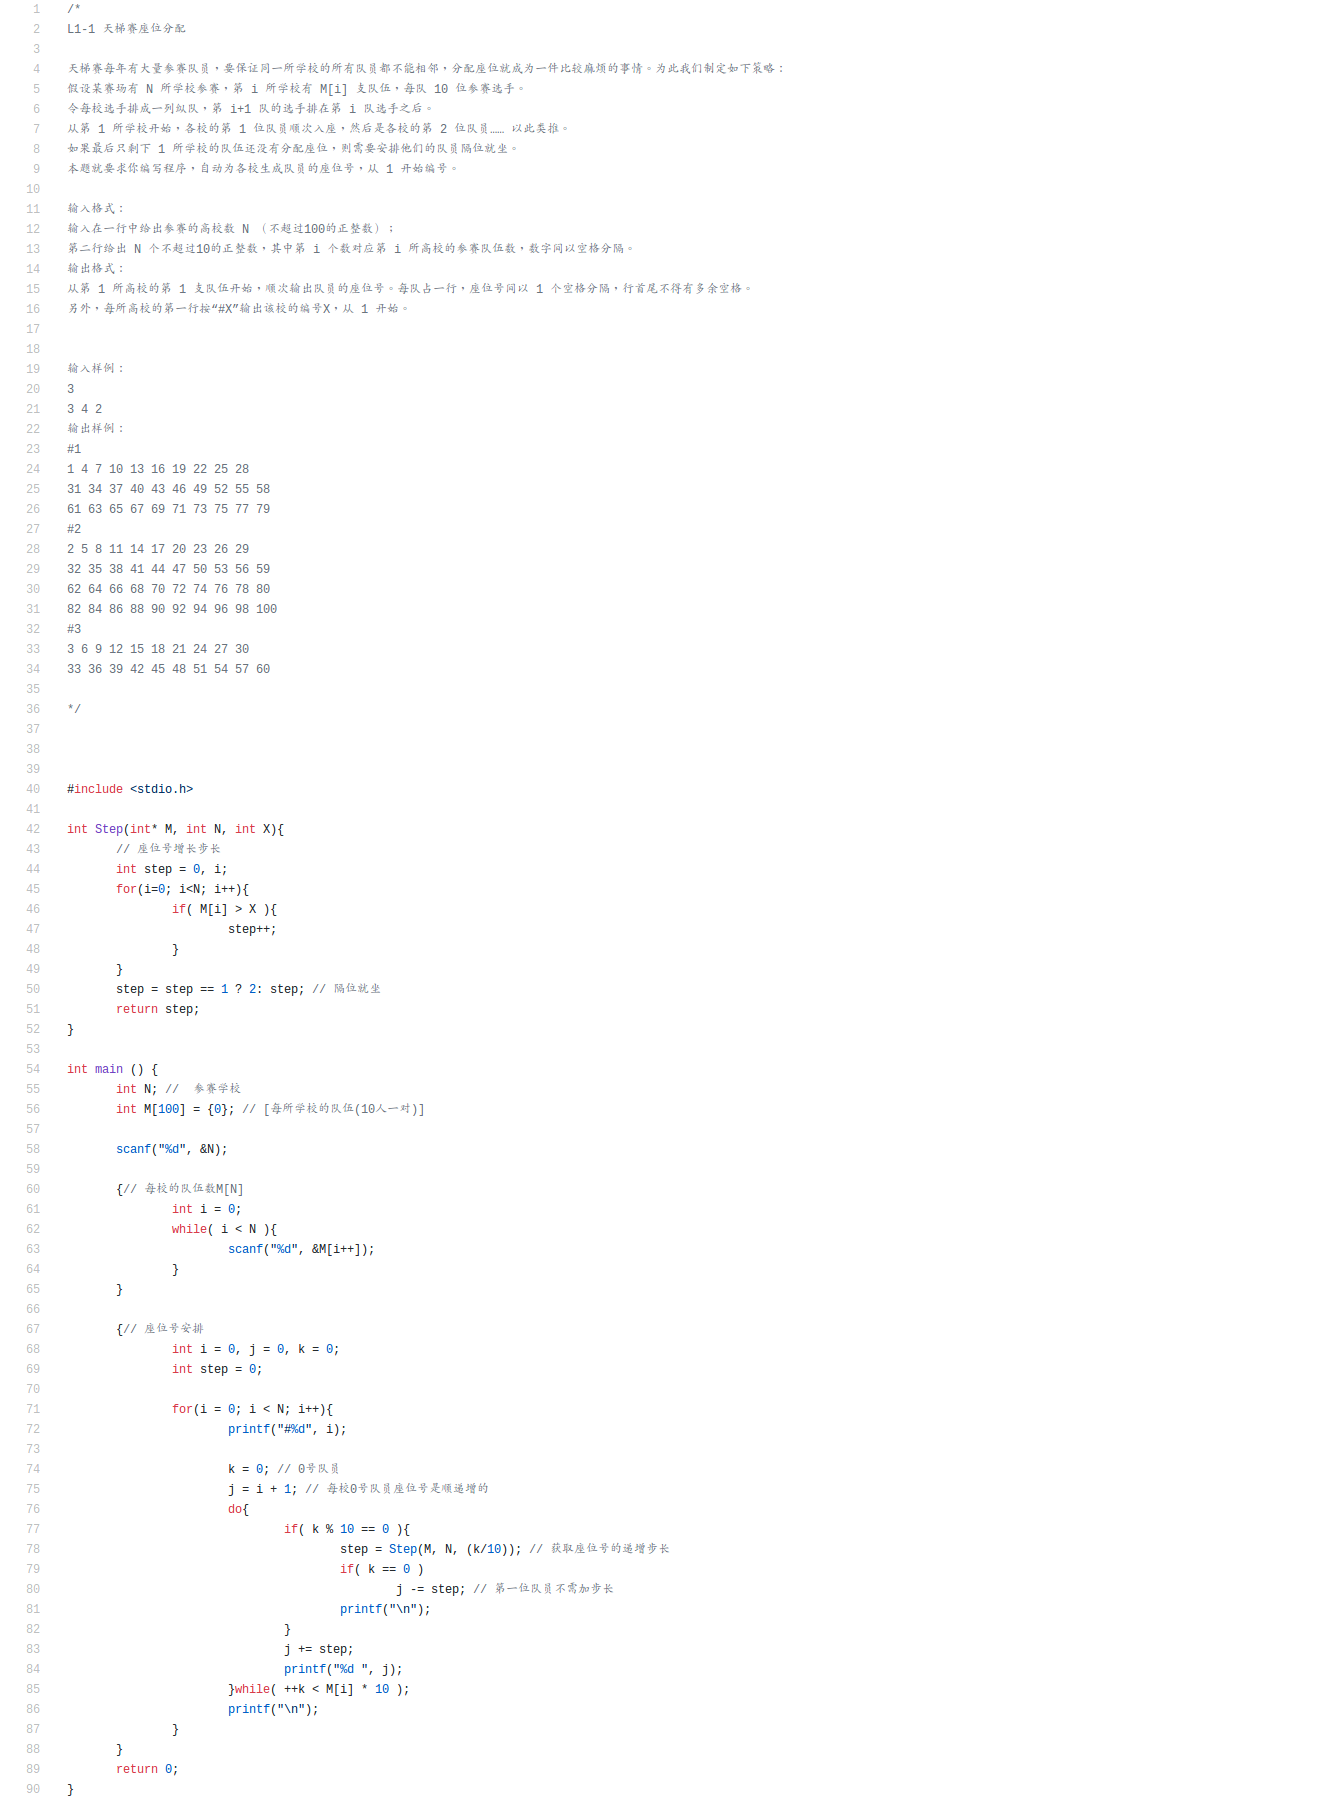 1 /*
2 L1-1 天梯赛座位分配
3
4 天梯赛每年有大量参赛队员，要保证同一所学校的所有队员都不能相邻，分配座位就成为一件比较麻烦的事情。为此我们制定如下策略：
5 假设某赛场有 N 所学校参赛，第 i 所学校有 M[i] 支队伍，每队 10 位参赛选手。
6 令每校选手排成一列纵队，第 i+1 队的选手排在第 i 队选手之后。
7 从第 1 所学校开始，各校的第 1 位队员顺次入座，然后是各校的第 2 位队员…… 以此类推。
8 如果最后只剩下 1 所学校的队伍还没有分配座位，则需要安排他们的队员隔位就坐。
9 本题就要求你编写程序，自动为各校生成队员的座位号，从 1 开始编号。
10
11 输入格式：
12 输入在一行中给出参赛的高校数 N （不超过100的正整数）；
13 第二行给出 N 个不超过10的正整数，其中第 i 个数对应第 i 所高校的参赛队伍数，数字间以空格分隔。
14 输出格式：
15 从第 1 所高校的第 1 支队伍开始，顺次输出队员的座位号。每队占一行，座位号间以 1 个空格分隔，行首尾不得有多余空格。
16 另外，每所高校的第一行按“#X”输出该校的编号X，从 1 开始。
17
18
19 输入样例：
20 3
21 3 4 2
22 输出样例：
23 #1
24 1 4 7 10 13 16 19 22 25 28
25 31 34 37 40 43 46 49 52 55 58
26 61 63 65 67 69 71 73 75 77 79
27 #2
28 2 5 8 11 14 17 20 23 26 29
29 32 35 38 41 44 47 50 53 56 59
30 62 64 66 68 70 72 74 76 78 80
31 82 84 86 88 90 92 94 96 98 100
32 #3
33 3 6 9 12 15 18 21 24 27 30
34 33 36 39 42 45 48 51 54 57 60
35
36 */
37
38
39
40 #include <stdio.h>
41
42 int Step(int* M, int N, int X){
43 // 座位号增长步长
44 int step = 0, i;
45 for(i=0; i<N; i++){
46 if( M[i] > X ){
47 step++;
48 }
49 }
50 step = step == 1 ? 2: step; // 隔位就坐
51 return step;
52 }
53
54 int main () {
55 int N; //  参赛学校
56 int M[100] = {0}; // [每所学校的队伍(10人一对)]
57
58 scanf("%d", &N);
59
60 {// 每校的队伍数M[N]
61 int i = 0;
62 while( i < N ){
63 scanf("%d", &M[i++]);
64 }
65 }
66
67 {// 座位号安排
68 int i = 0, j = 0, k = 0;
69 int step = 0;
70
71 for(i = 0; i < N; i++){
72 printf("#%d", i);
73
74 k = 0; // 0号队员
75 j = i + 1; // 每校0号队员座位号是顺递增的
76 do{
77 if( k % 10 == 0 ){
78 step = Step(M, N, (k/10)); // 获取座位号的递增步长
79 if( k == 0 )
80 j -= step; // 第一位队员不需加步长
81 printf("\n");
82 }
83 j += step;
84 printf("%d ", j);
85 }while( ++k < M[i] * 10 );
86 printf("\n");
87 }
88 }
89 return 0;
90 }